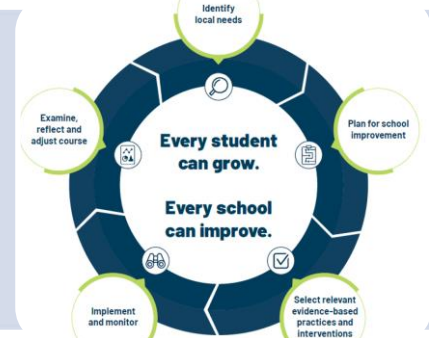 Identify
local needs
Plan for school
improvement
Select relevant
evidence-based
practices and
interventions
Implement
and monitor
Examine,
reflect and
adjust course
Every student
can grow.
Every school
can improve.